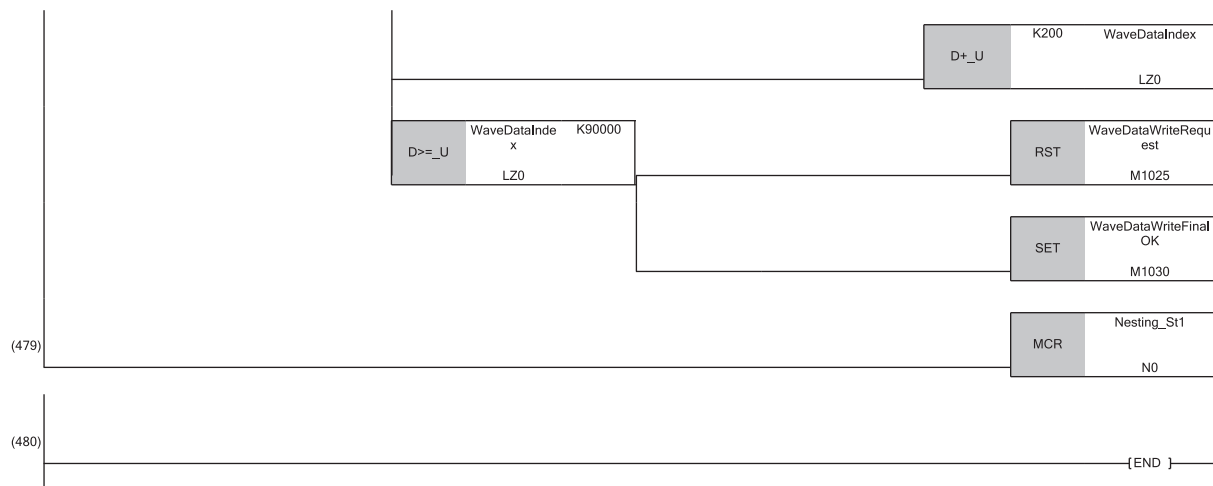 K200 WaveDataIndex
D+_U
LZ0
WaveDataInde K90000
x
D>=_U
LZ0
WaveDataWriteRequ
est
RST
M1025
WaveDataWriteFinal
OK
SET
M1030
Nesting_St1
(479)
MCR
N0
(480)
[END ]